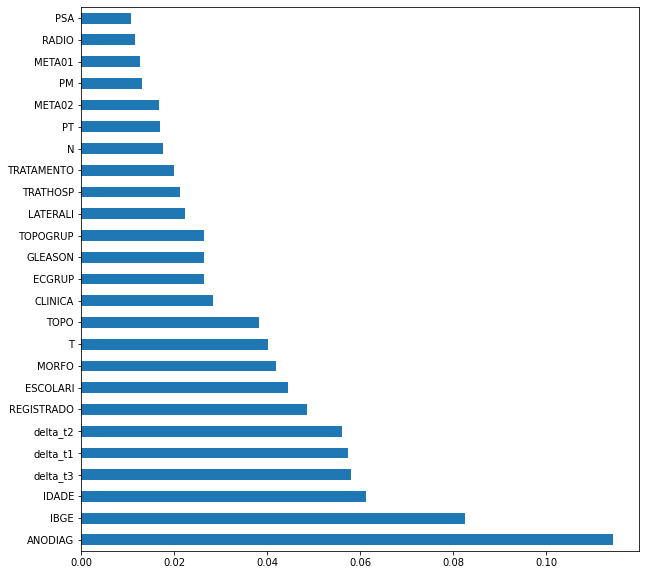 PSA
RADIO
META01
PM
META02
PT
N
TRATAMENTO
TRATHOSP
LATERALI
TOPOGRUP
GLEASON
ECGRUP
CLINICA
TOPO
T
MORFO
ESCOLARI
REGISTRADO
delta_t2
delta_t1
delta_t3
IDADE
IBGE
ANODIAG
0.00 0.02 0.04 0.06 0.08 0.10